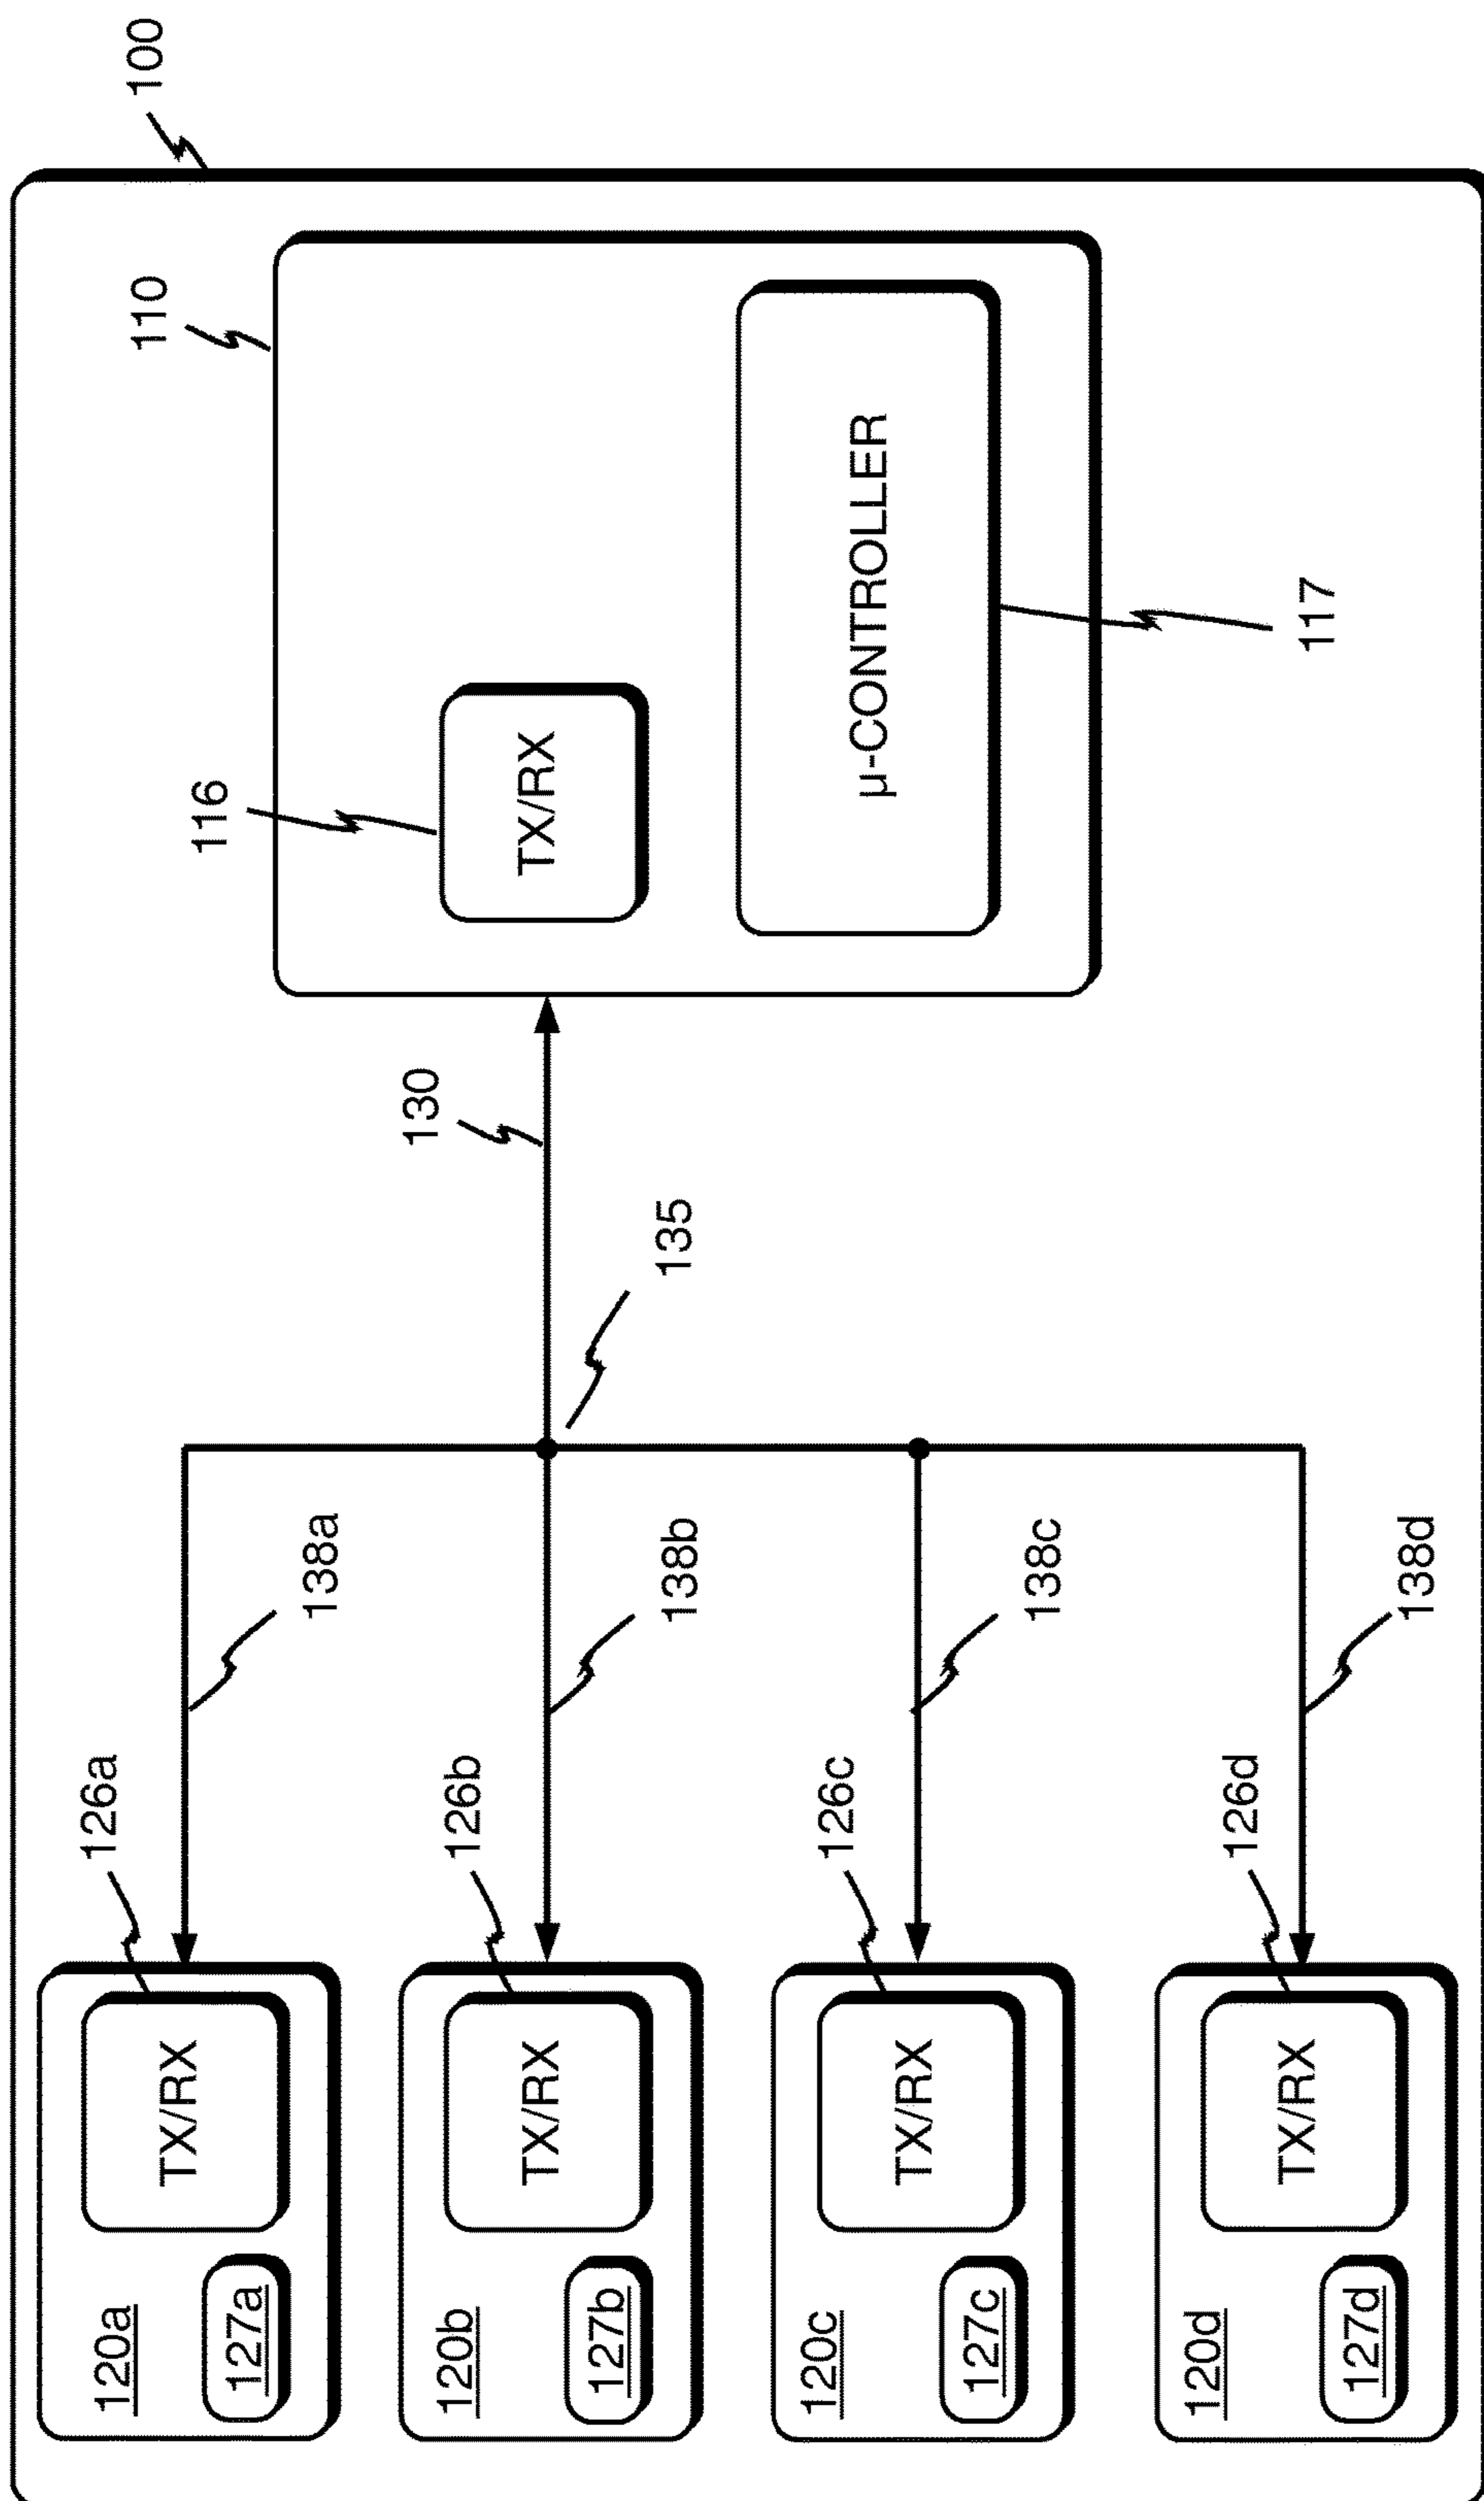 100
110
116
TX/RX
µ-CONTROLLER
117
130
135
138a
138b
138c
138d
126a
126b
126c
126d
TX/RX
TX/RX
TX/RX
TX/RX
120a
127a
120b
127b
120c
127c
120d
127d